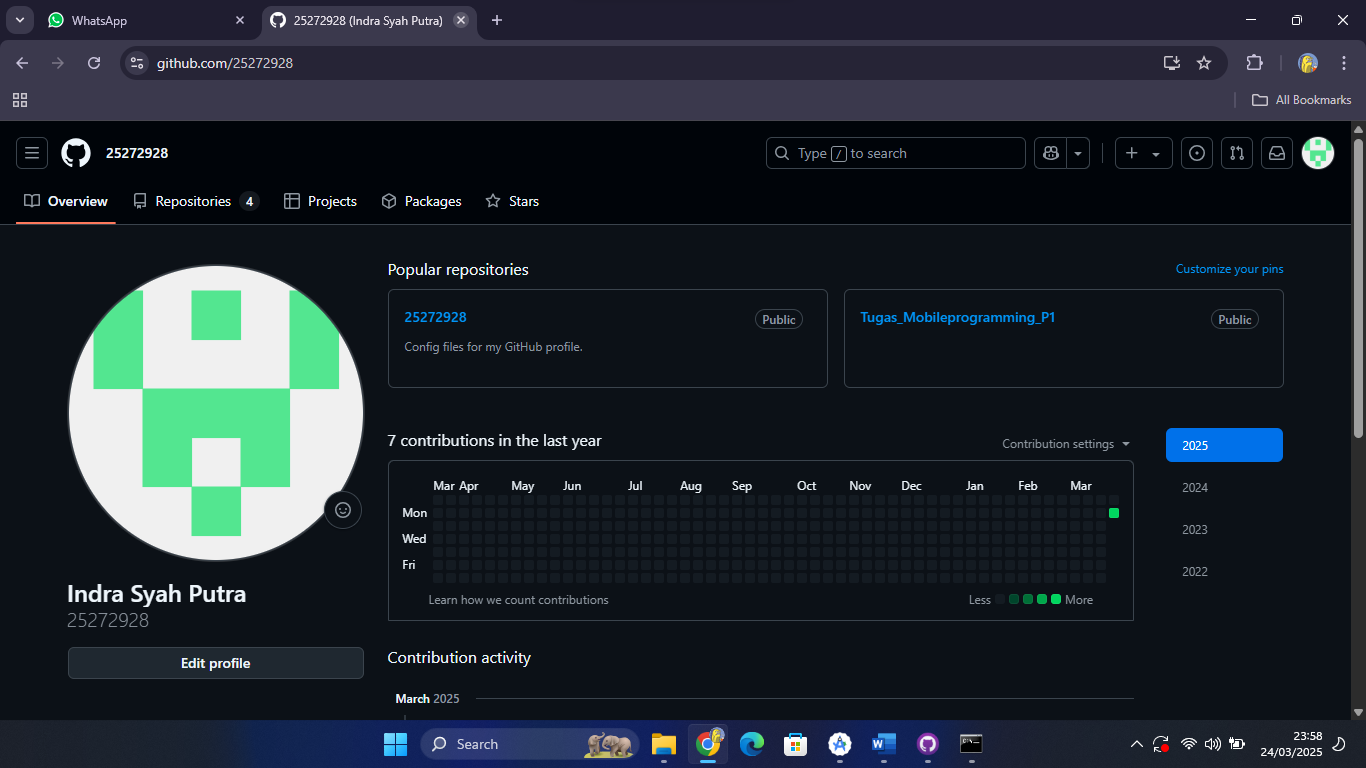 WhatsApp
25272928 (Indra Syah Putra)
github.com/25272928
All Bookmarks
25272928
Type / to search
Overview
Repositories 4
Projects
Packages
Stars
Popular repositories
Customize your pins
25272928
Public
Config files for my GitHub profile.
Tugas_Mobileprogramming_P1
Public
7 contributions in the last year
Contribution settings
2025
2024
2023
2022
Mar Apr May Jun Jul Aug Sep Oct Nov Dec Jan Feb Mar
Mon
Wed
Fri
Learn how we count contributions
Less
More
Indra Syah Putra
25272928
Edit profile
Contribution activity
March 2025
Search
23:58
24/03/2025